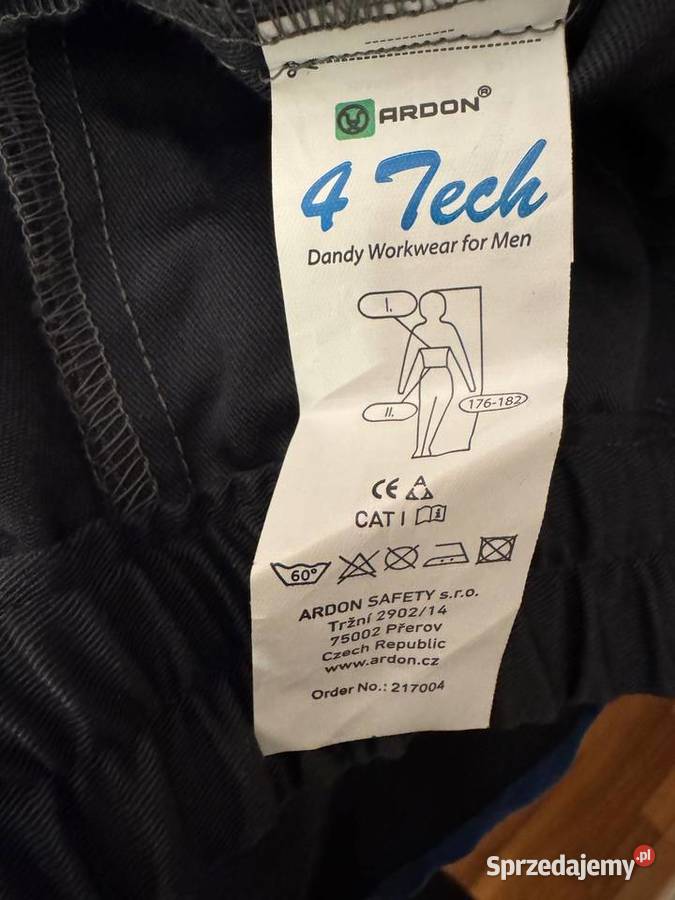 ARDON®
4 Tech
Dandy Workwear for Men
I.
II.
176-182
CE A
CAT I i
60°
ARDON SAFETY s.r.o.
Tržní 2902/14
75002 Přerov
Czech Republic
www.ardon.cz
Order No.: 217004
Sprzedajemy.pl